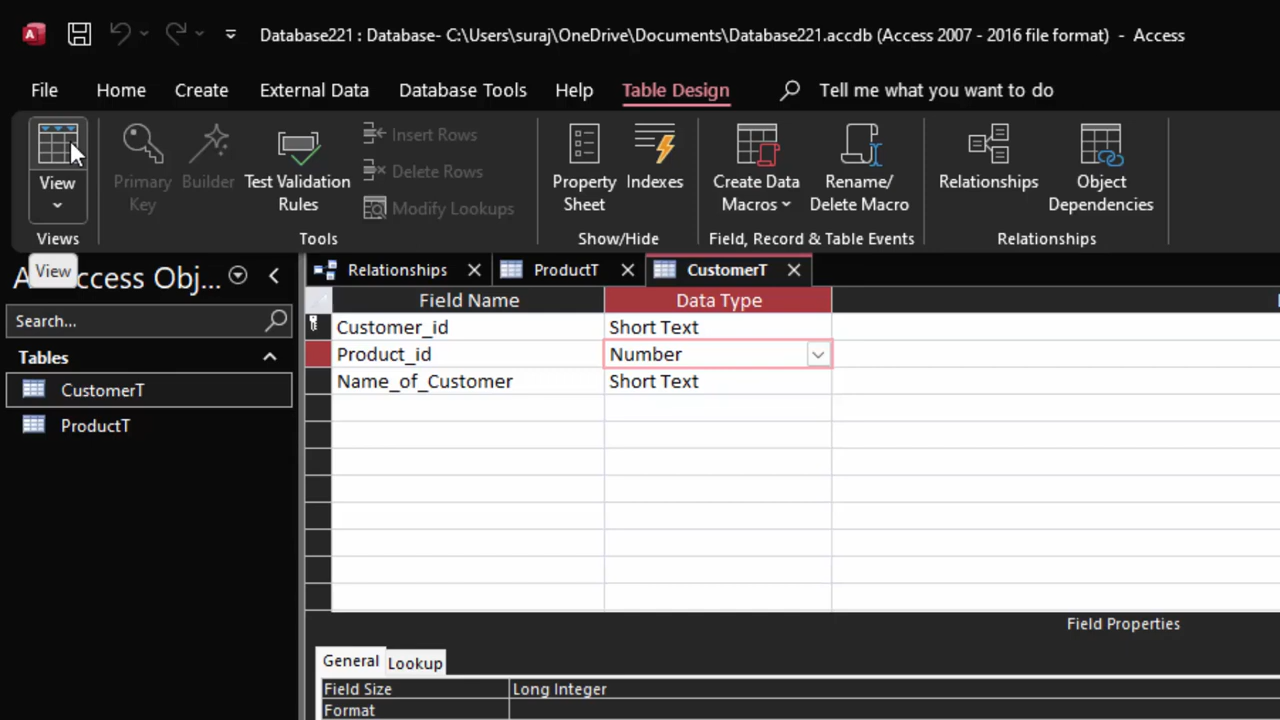 Database221 : Database- C:\Users\suraj\OneDrive\Documents\Database221.accdb (Access 2007 - 2016 file format) - Access
File Home Create External Data Database Tools Help Table Design Tell me what you want to do
View
Primary Key
Builder
Test Validation Rules
Insert Rows
Delete Rows
Modify Lookups
Property Sheet
Indexes
Create Data Macros
Rename/ Delete Macro
Relationships
Object Dependencies
Views Tools Show/Hide Field, Record & Table Events Relationships
View
ccess Obj...
Search...
Tables
CustomerT
ProductT
Relationships ProductT CustomerT
Field Name Data Type
Customer_id Short Text
Product_id Number
Name_of_Customer Short Text
Field Properties
General Lookup
Field Size Long Integer
Format